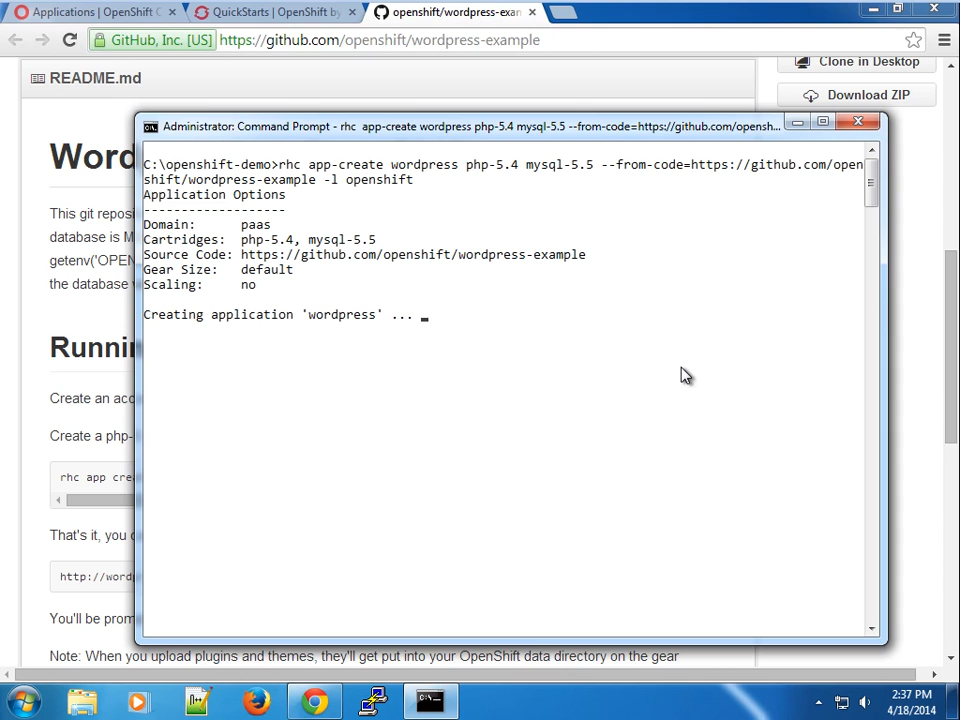 Applications | OpenShift O
QuickStarts | OpenShift by
openshift/wordpress-exan
GitHub, Inc. [US]
https://github.com/openshift/wordpress-example
README.md
Clone in Desktop
Download ZIP
Administrator: Command Prompt - rhc app-create wordpress php-5.4 mysql-5.5 --from-code=https://github.com/opensh...
C:\openshift-demo>rhc app-create wordpress php-5.4 mysql-5.5 --from-code=https://github.com/open
shift/wordpress-example -l openshift
Application Options
-------------------
Domain: paas
Cartridges: php-5.4, mysql-5.5
Source Code: https://github.com/openshift/wordpress-example
Gear Size: default
Scaling: no
Creating application 'wordpress' ...
Word
This git reposi
database is M
getenv('OPEN
the database
Runnin
Create an acc
Create a php-
rhc app crea
That's it, you
http://wordp
You'll be prom
Note: When you upload plugins and themes, they'll get put into your OpenShift data directory on the gear
2:37 PM
4/18/2014